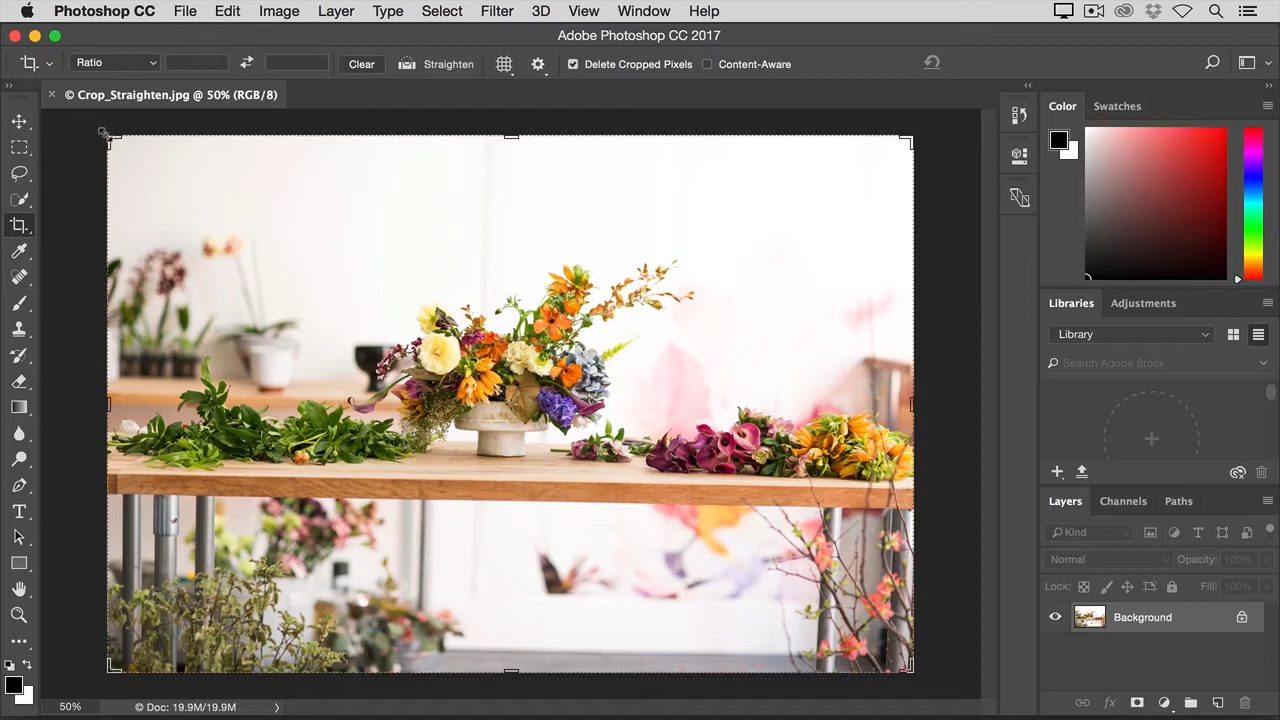 Photoshop CC File Edit Image Layer Type Select Filter 3D View Window Help
Adobe Photoshop CC 2017
Ratio Clear Straighten Delete Cropped Pixels Content-Aware
© Crop_Straighten.jpg @ 50% (RGB/8)
Color Swatches
Libraries Adjustments
Library
Search Adobe Stock
Layers Channels Paths
Kind
Normal Opacity: 100%
Lock: Fill: 100%
Background
50% © Doc: 19.9M/19.9M